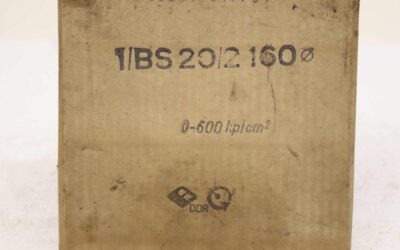 1/BS 20/2 160 ø
0-600 kp/cm²
DDR